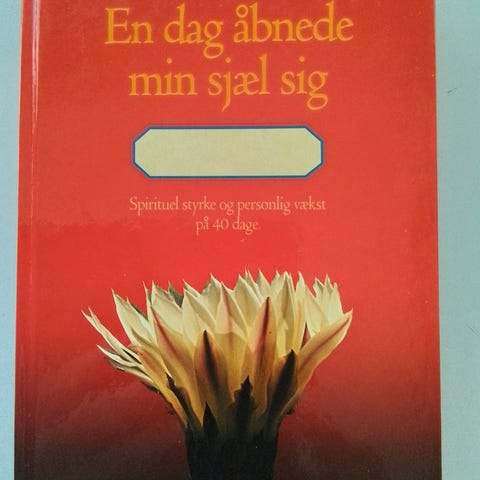 En dag åbnede
min sjæl sig
Spirituel styrke og personlig vækst
på 40 dage.